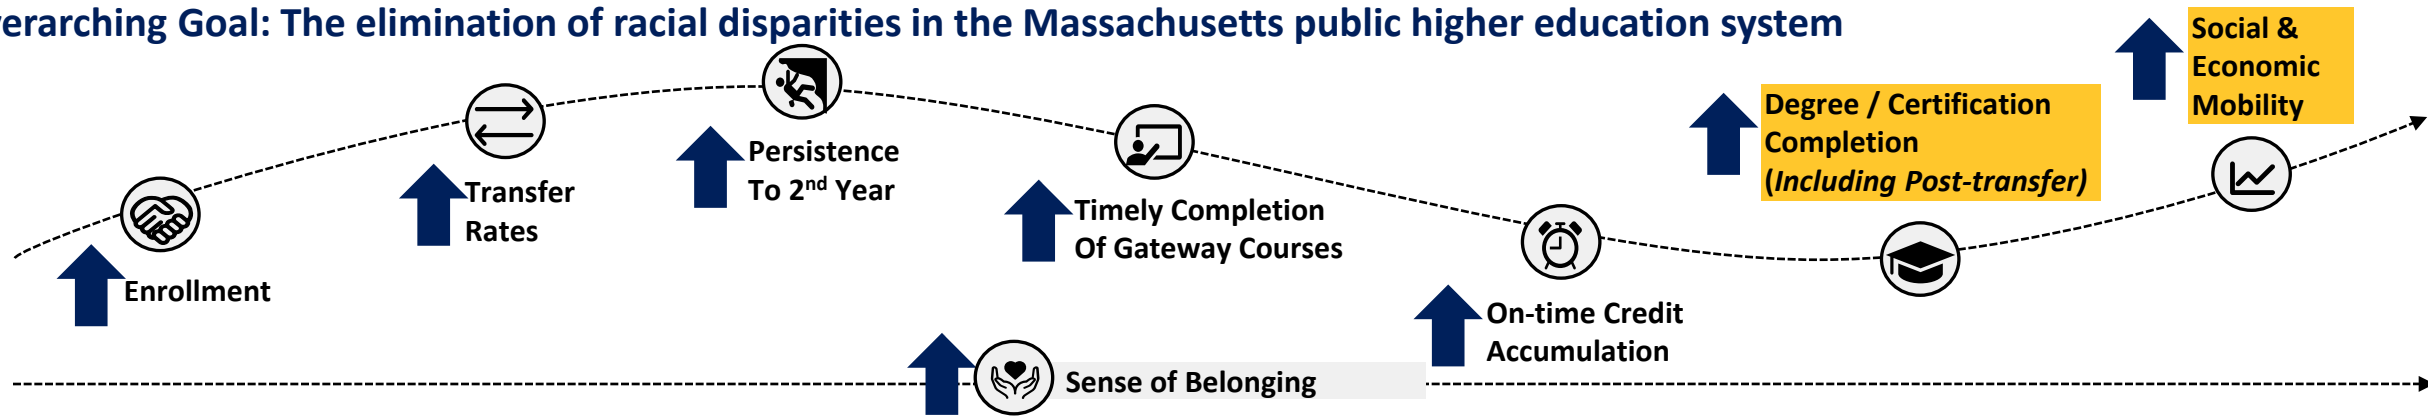 erarching Goal: The elimination of racial disparities in the Massachusetts public higher education system
Enrollment
Transfer
Rates
Persistence
To 2nd Year
Timely Completion
Of Gateway Courses
On-time Credit
Accumulation
Degree / Certification
Completion
(Including Post-transfer)
Social &
Economic
Mobility
Sense of Belonging